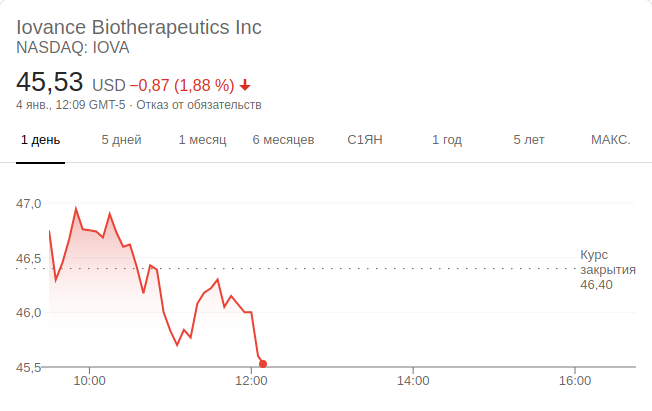 Iovance Biotherapeutics Inc
NASDAQ: IOVA
45,53 USD −0,87 (1,88 %)
4 янв., 12:09 GMT-5 · Отказ от обязательств
1 день 5 дней 1 месяц 6 месяцев С1ЯН 1 год 5 лет МАКС.
47,0
46,5
46,0
45,5
Курс
закрытия
46,40
10:00 12:00 14:00 16:00